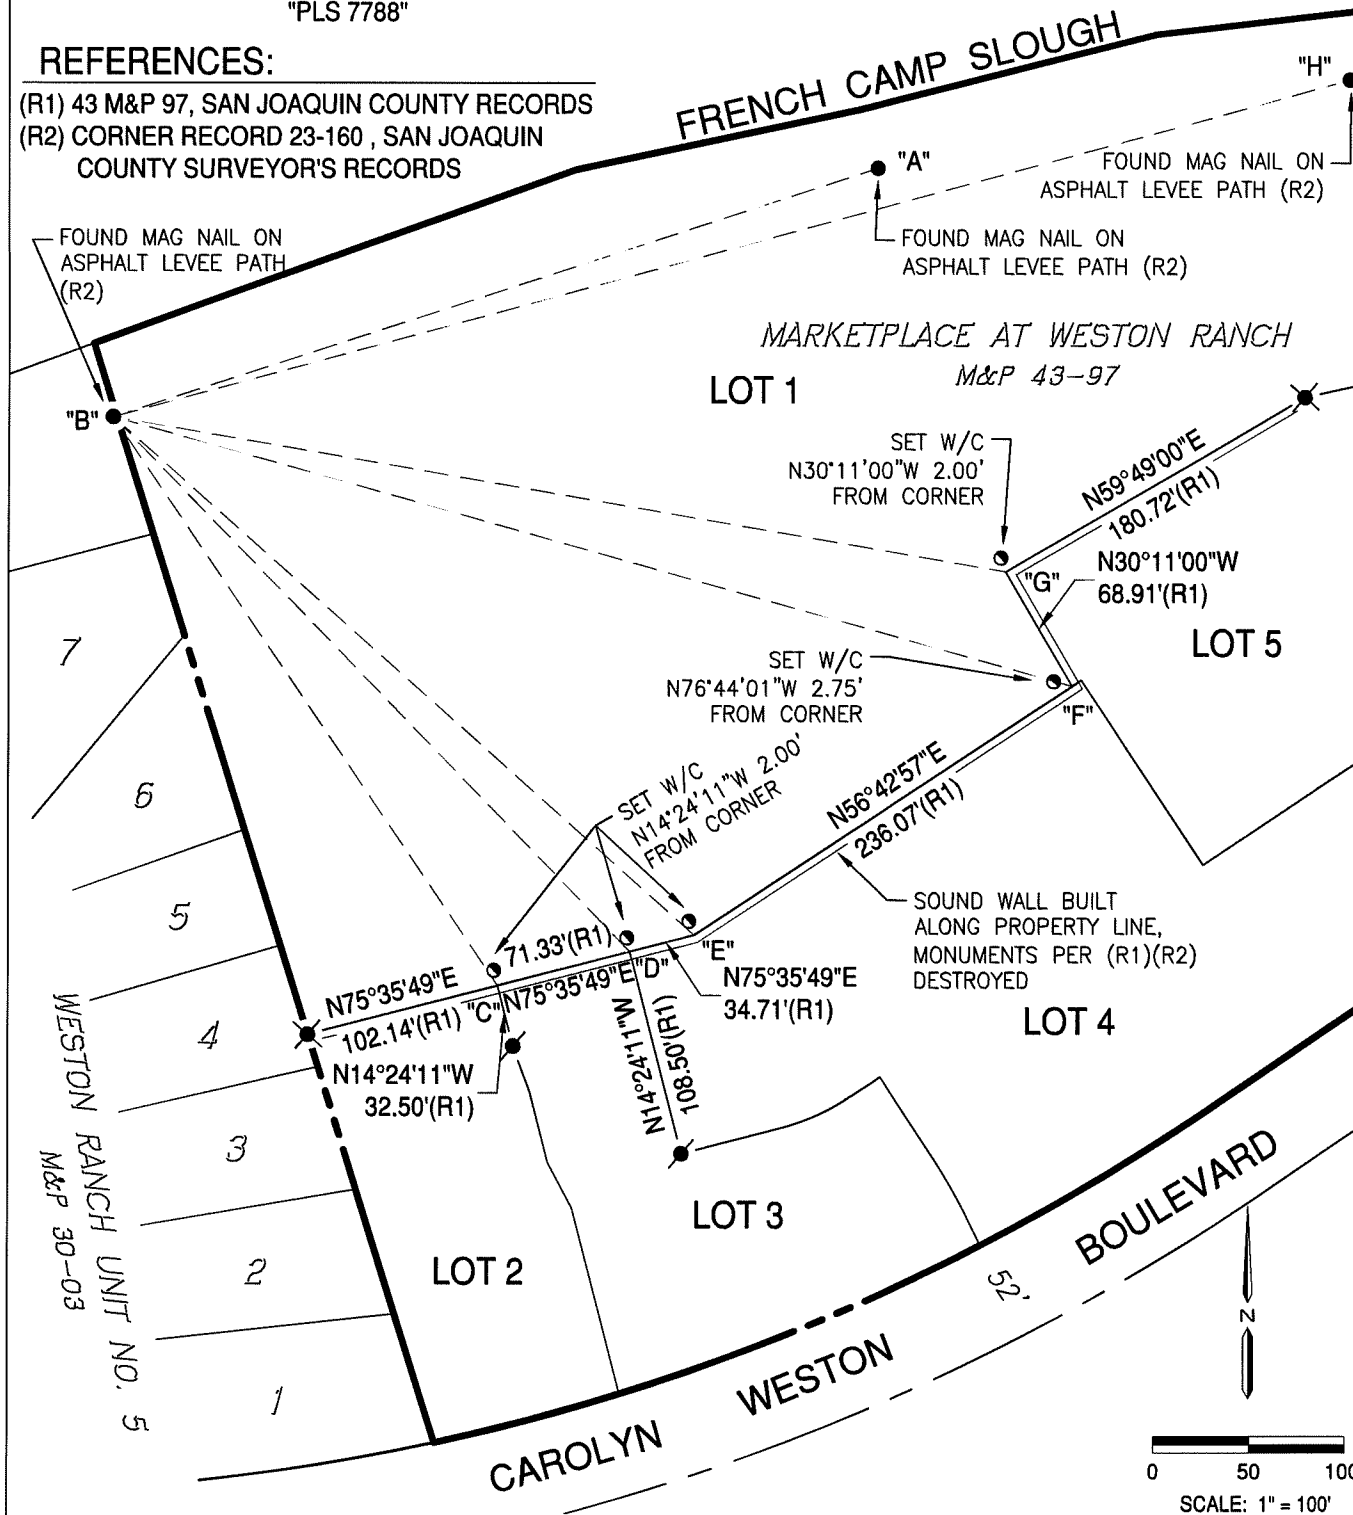 "PLS 7788"
REFERENCES:
(R1) 43 M&P 97, SAN JOAQUIN COUNTY RECORDS
(R2) CORNER RECORD 23-160 , SAN JOAQUIN
COUNTY SURVEYOR'S RECORDS
FRENCH CAMP SLOUGH
"H"
"A"
FOUND MAG NAIL ON
ASPHALT LEVEE PATH (R2)
FOUND MAG NAIL ON
ASPHALT LEVEE PATH
(R2)
FOUND MAG NAIL ON
ASPHALT LEVEE PATH (R2)
MARKETPLACE AT WESTON RANCH
M&P 43-97
LOT 1
"B"
SET W/C
N30°11'00"W 2.00'
FROM CORNER
N59°49'00"E
180.72'(R1)
"G"
N30°11'00"W
68.91'(R1)
LOT 5
7
SET W/C
N76°44'01"W 2.75'
FROM CORNER
"F"
6
SET W/C
N14°24'11"W 2.00'
FROM CORNER
N56°42'57"E
236.07'(R1)
SOUND WALL BUILT
ALONG PROPERTY LINE,
MONUMENTS PER (R1)(R2)
DESTROYED
5
71.33'(R1)
"E"
N75°35'49"E
102.14'(R1)
"C"
N75°35'49"E
"D"
N75°35'49"E
34.71'(R1)
LOT 4
4
N14°24'11"W
32.50'(R1)
N14°24'11"W
108.50'(R1)
WESTON RANCH UNIT NO. 5
M&P 30-03
3
LOT 3
2
LOT 2
52'
1
CAROLYN WESTON BOULEVARD
N
0 50 100
SCALE: 1" = 100'